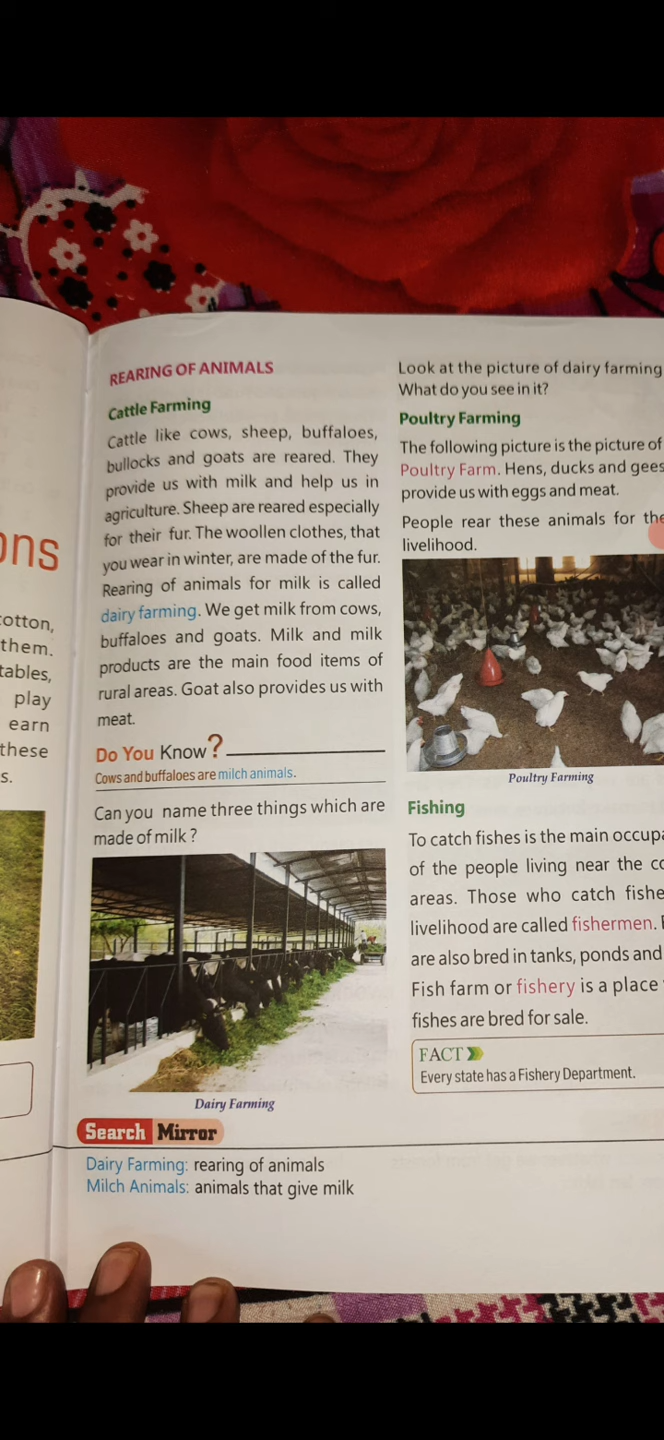 ons
cotton,
them.
tables,
play
earn
these
s.
REARING OF ANIMALS
Cattle Farming
Cattle like cows, sheep, buffaloes,
bullocks and goats are reared. They
provide us with milk and help us in
agriculture. Sheep are reared especially
for their fur. The woollen clothes, that
you wear in winter, are made of the fur.
Rearing of animals for milk is called
dairy farming. We get milk from cows,
buffaloes and goats. Milk and milk
products are the main food items of
rural areas. Goat also provides us with
meat.
Do You Know?
Cows and buffaloes are milch animals.
Can you name three things which are
made of milk ?
Dairy Farming
Look at the picture of dairy farming
What do you see in it?
Poultry Farming
The following picture is the picture of
Poultry Farm. Hens, ducks and gees
provide us with eggs and meat.
People rear these animals for the
livelihood.
Poultry Farming
Fishing
To catch fishes is the main occupa
of the people living near the co
areas. Those who catch fishe
livelihood are called fishermen.
are also bred in tanks, ponds and
Fish farm or fishery is a place
fishes are bred for sale.
FACT
Every state has a Fishery Department.
Search Mirror
Dairy Farming: rearing of animals
Milch Animals: animals that give milk